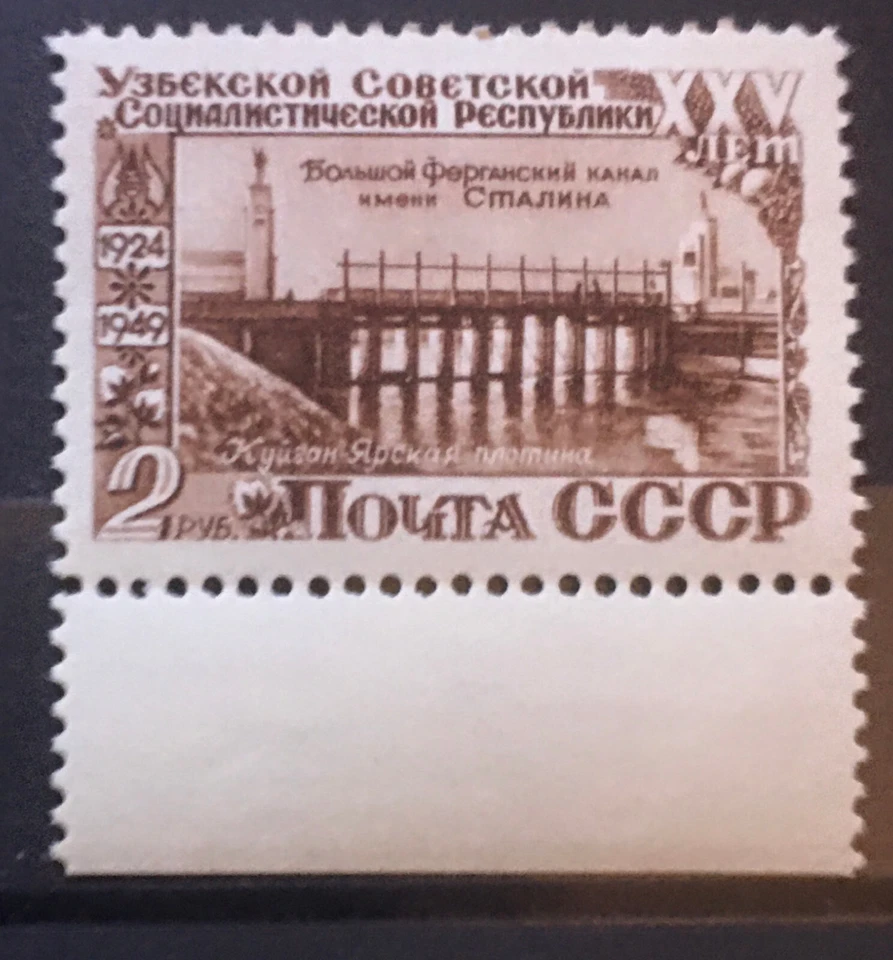 Узбекской Советской
Социалистической Республики
XXV
лет
Большой Ферганский канал
имени Сталина
1924
1949
Куйган-Ярская плотина
2 РУБ.
Почта СССР